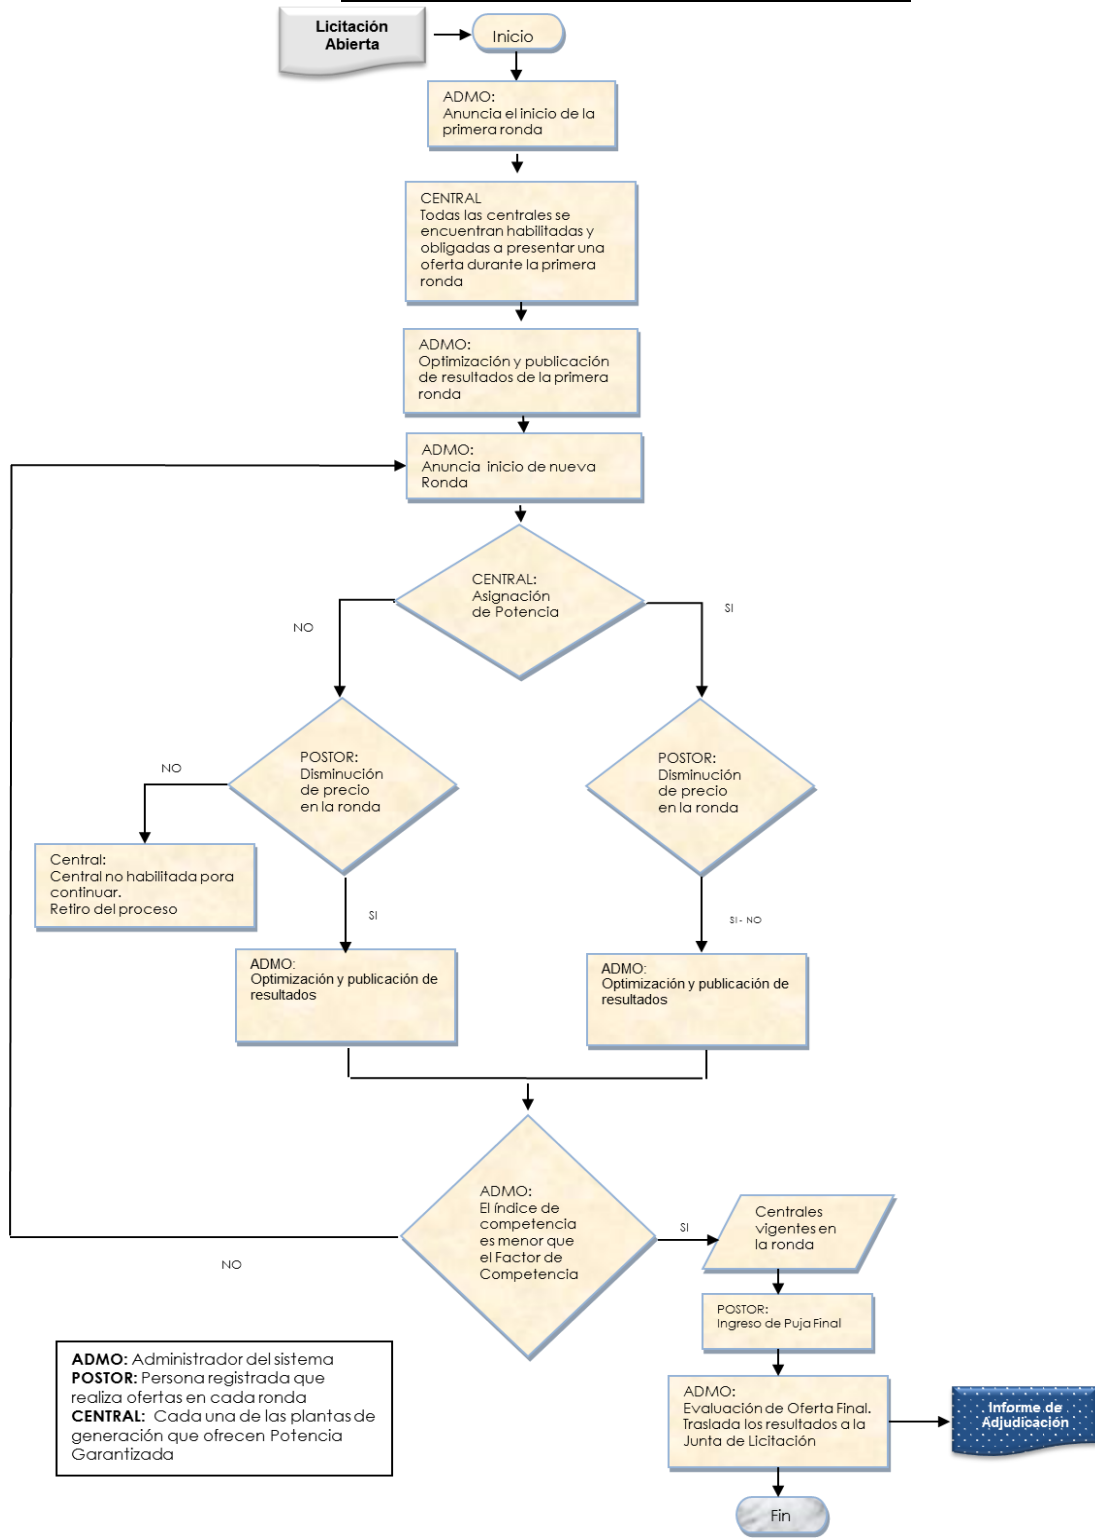 Licitación
Abierta
Inicio
ADMO:
Anuncia el inicio de la
primera ronda
CENTRAL
Todas las centrales se
encuentran habilitadas y
obligadas a presentar una
oferta durante la primera
ronda
ADMO:
Optimización y publicación
de resultados de la primera
ronda
ADMO:
Anuncia inicio de nueva
Ronda
CENTRAL:
Asignación
de Potencia
NO
SI
POSTOR:
Disminución
de precio
en la ronda
POSTOR:
Disminución
de precio
en la ronda
NO
Central:
Central no habilitada pora
continuar.
Retiro del proceso
SI
SI - NO
ADMO:
Optimización y publicación de
resultados
ADMO:
Optimización y publicación de
resultados
ADMO:
El índice de
competencia
es menor que
el Factor de
Competencia
SI
NO
Centrales
vigentes en
la ronda
POSTOR:
Ingreso de Puja Final
ADMO:
Evaluación de Oferta Final.
Traslada los resultados a la
Junta de Licitación
Informe de
Adjudicación
Fin
ADMO: Administrador del sistema
POSTOR: Persona registrada que
realiza ofertas en cada ronda
CENTRAL: Cada una de las plantas de
generación que ofrecen Potencia
Garantizada